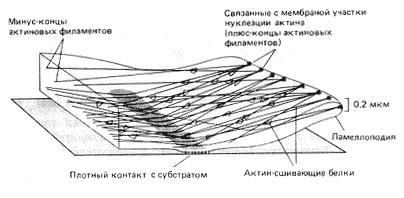 Минус-концы
актиновых филаментов
Связанные с мембраной участки
нуклеации актина
(плюс-концы актиновых
филаментов)
0.2 мкм
Ламеллоподия
Плотный контакт с субстратом
Актин-сшивающие белки